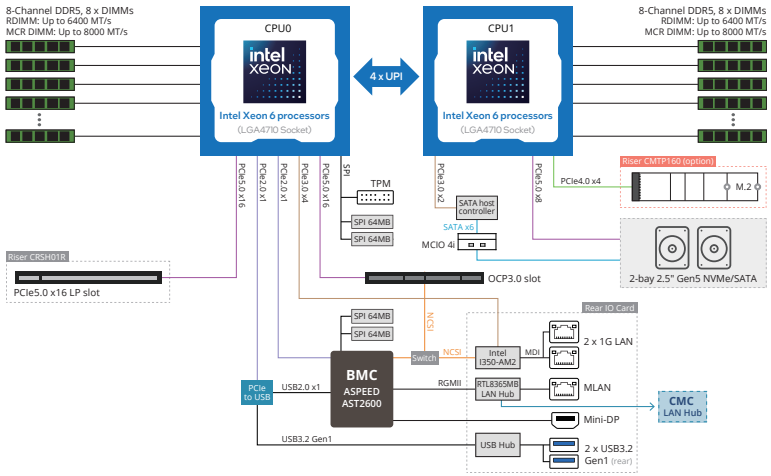 8-Channel DDR5, 8 x DIMMs
RDIMM: Up to 6400 MT/s
MCR DIMM: Up to 8000 MT/s
CPU0
intel
XEON
Intel Xeon 6 processors
(LGA4710 Socket)
4 x UPI
CPU1
intel
XEON
Intel Xeon 6 processors
(LGA4710 Socket)
8-Channel DDR5, 8 x DIMMs
RDIMM: Up to 6400 MT/s
MCR DIMM: Up to 8000 MT/s
PCIe5.0 x16
PCIe2.0 x1
PCIe2.0 x1
PCIe3.0 x4
PCIe5.0 x16
SPI
TPM
SPI 64MB
SPI 64MB
PCIe3.0 x2
SATA host
controller
SATA x6
MCIO 4i
PCIe5.0 x8
PCIe4.0 x4
Riser CMTP160 (option)
M.2
2-bay 2.5" Gen5 NVMe/SATA
Riser CRSH01R
PCIe5.0 x16 LP slot
OCP3.0 slot
NCSI
SPI 64MB
SPI 64MB
Switch
NCSI
Rear IO Card
Intel
I350-AM2
MDI
2 x 1G LAN
BMC
ASPEED
AST2600
PCIe
to USB
USB2.0 x1
RGMII
RTL8365MB
LAN Hub
MLAN
CMC
LAN Hub
Mini-DP
USB3.2 Gen1
USB Hub
2 x USB3.2
Gen1 (rear)